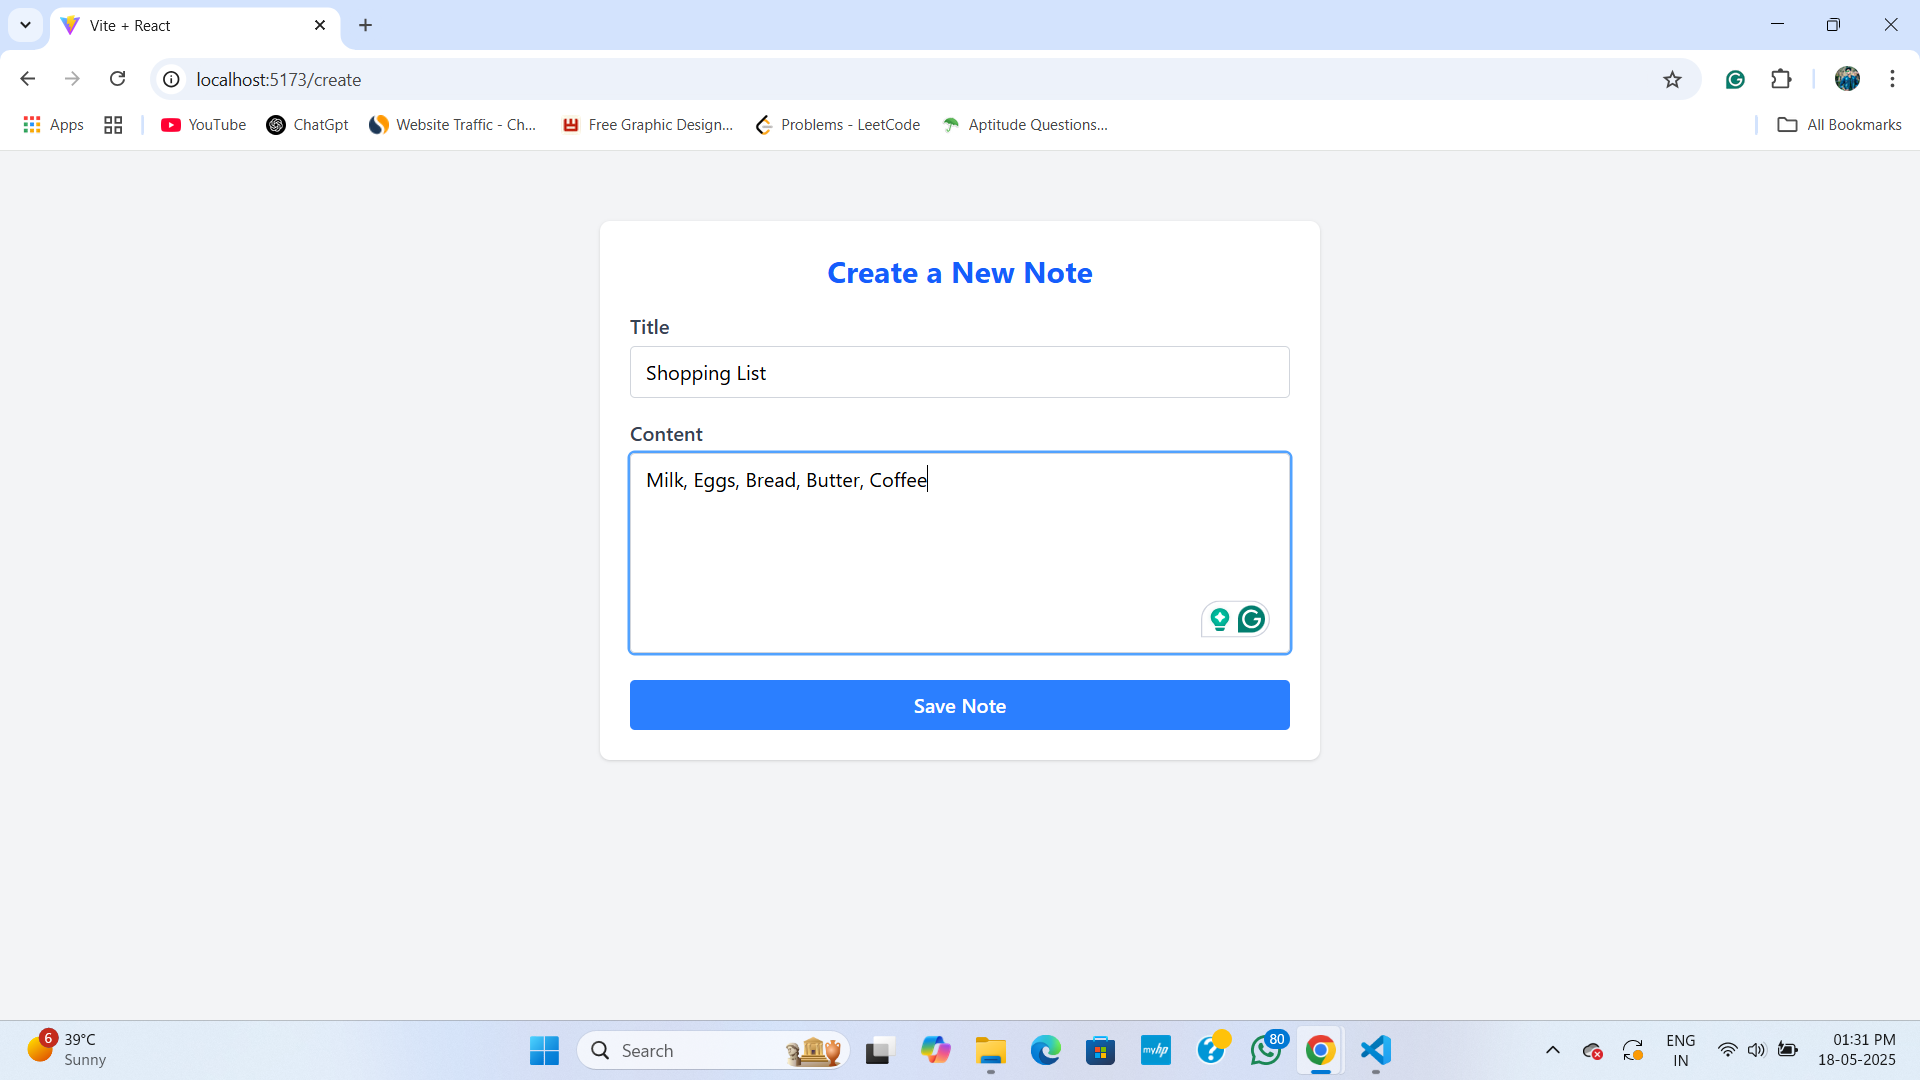 Vite + React
localhost:5173/create
Apps
YouTube
ChatGpt
Website Traffic - Ch...
Free Graphic Design...
Problems - LeetCode
Aptitude Questions...
All Bookmarks
Create a New Note
Title
Shopping List
Content
Milk, Eggs, Bread, Butter, Coffee
Save Note
6
39°C
Sunny
Search
myhp
80
ENG
IN
01:31 PM
18-05-2025